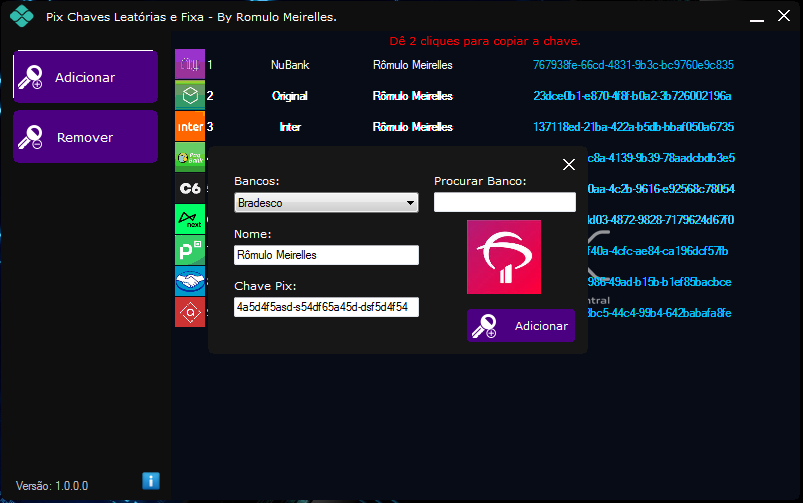 Pix Chaves Leatórias e Fixa - By Romulo Meirelles.
Dê 2 cliques para copiar a chave.
Adicionar
Remover
1 NuBank Rômulo Meirelles 767938fe-66cd-4831-9b3c-bc9760e9c835
2 Original Rômulo Meirelles 23dce0b1-e870-4f8f-b0a2-3b726002196a
inter 3 Inter Rômulo Meirelles 137118ed-21ba-422a-b5db-bbaf050a6735
c8a-4139-9b39-78aadcbdb3e5
C6 0aa-4c2b-9616-e92568c78054
next dd03-4872-9828-7179624d67f0
f40a-4cfc-ae84-ca196dcf57fb
986-49ad-b15b-b1ef85bacbce
ntral
3bc5-44c4-99b4-642babafa8fe
Bancos:
Bradesco
Procurar Banco:
Nome:
Rômulo Meirelles
Chave Pix:
4a5d4f5asd-s54df65a45d-dsf5d4f54
Adicionar
Versão: 1.0.0.0